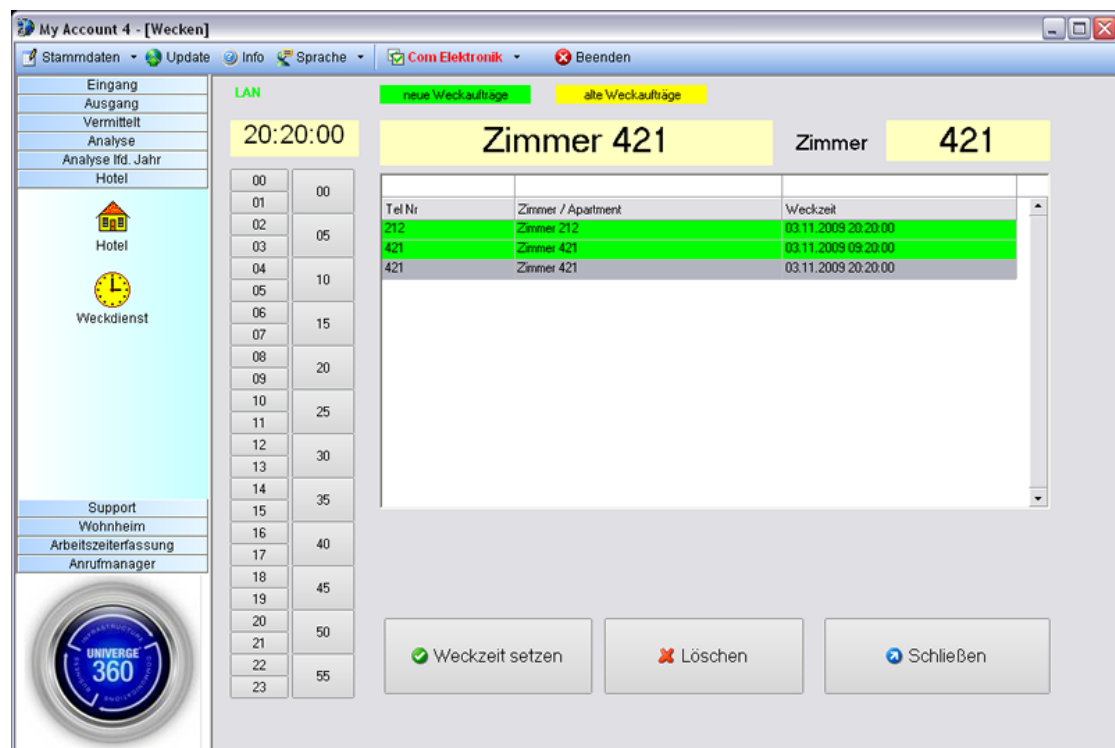 My Account 4 - [Wecken]
Stammdaten Update Info Sprache Com Elektronik Beenden
Eingang
Ausgang
Vermittelt
Analyse
Analyse lfd. Jahr
Hotel
Hotel
Weckdienst
Support
Wohnheim
Arbeitszeiterfassung
Anrufmanager
UNIVERGE
360
INFRASTRUCTURE
COMMUNICATIONS
BUSINESS
LAN
neue Weckaufträge alte Weckaufträge
20:20:00 Zimmer 421 Zimmer 421
00
01
02
03
04
05
06
07
08
09
10
11
12
13
14
15
16
17
18
19
20
21
22
23
00
05
10
15
20
25
30
35
40
45
50
55
Tel Nr Zimmer / Apartment Weckzeit
212 Zimmer 212 03.11.2009 20:20:00
421 Zimmer 421 03.11.2009 09:20:00
421 Zimmer 421 03.11.2009 20:20:00
Weckzeit setzen Löschen Schließen